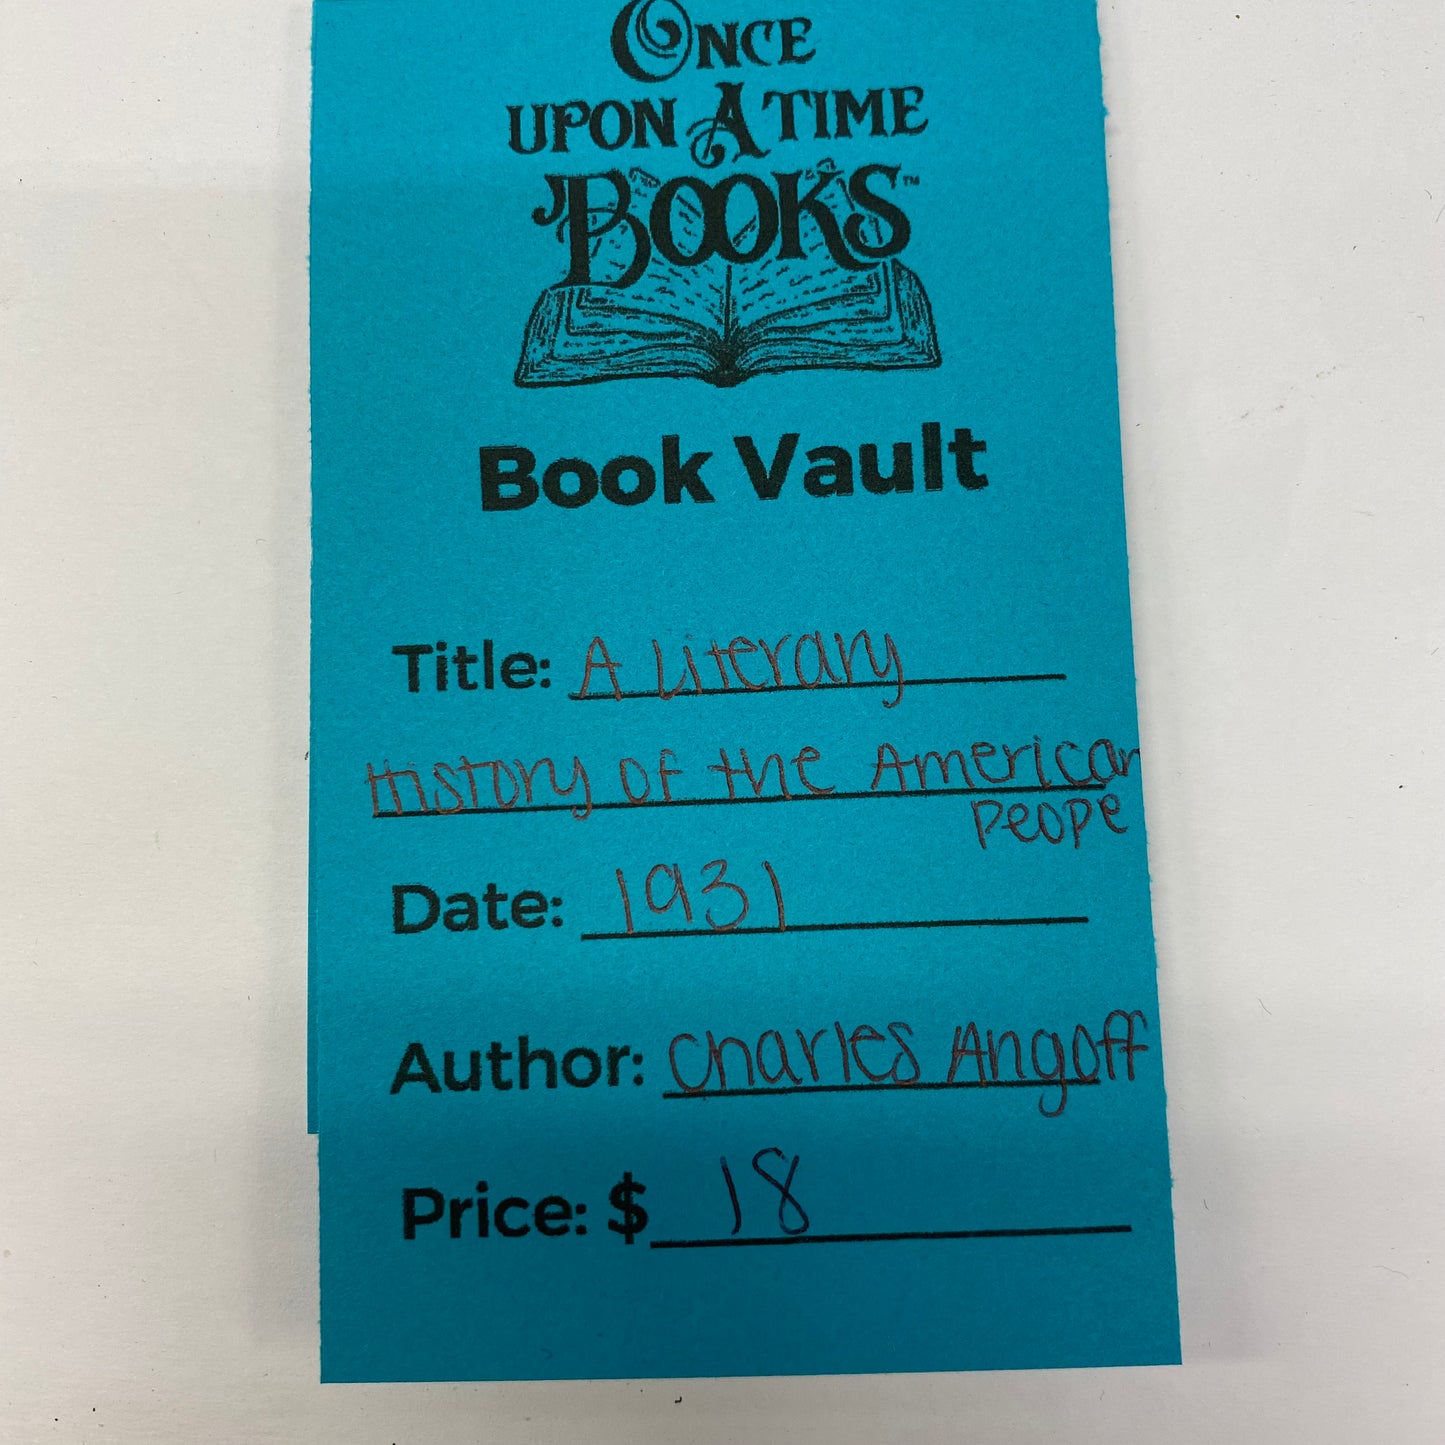 ONCE
UPON A TIME
BOOKS™
Book Vault
Title: A Literary
History of the American
Peope
Date: 1931
Author: Charles Angoff
Price: $ 18